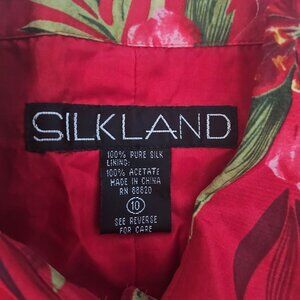 SILKLAND
100% PURE SILK
LINING:
100% ACETATE
MADE IN CHINA
RN 88820
10
SEE REVERSE
FOR CARE